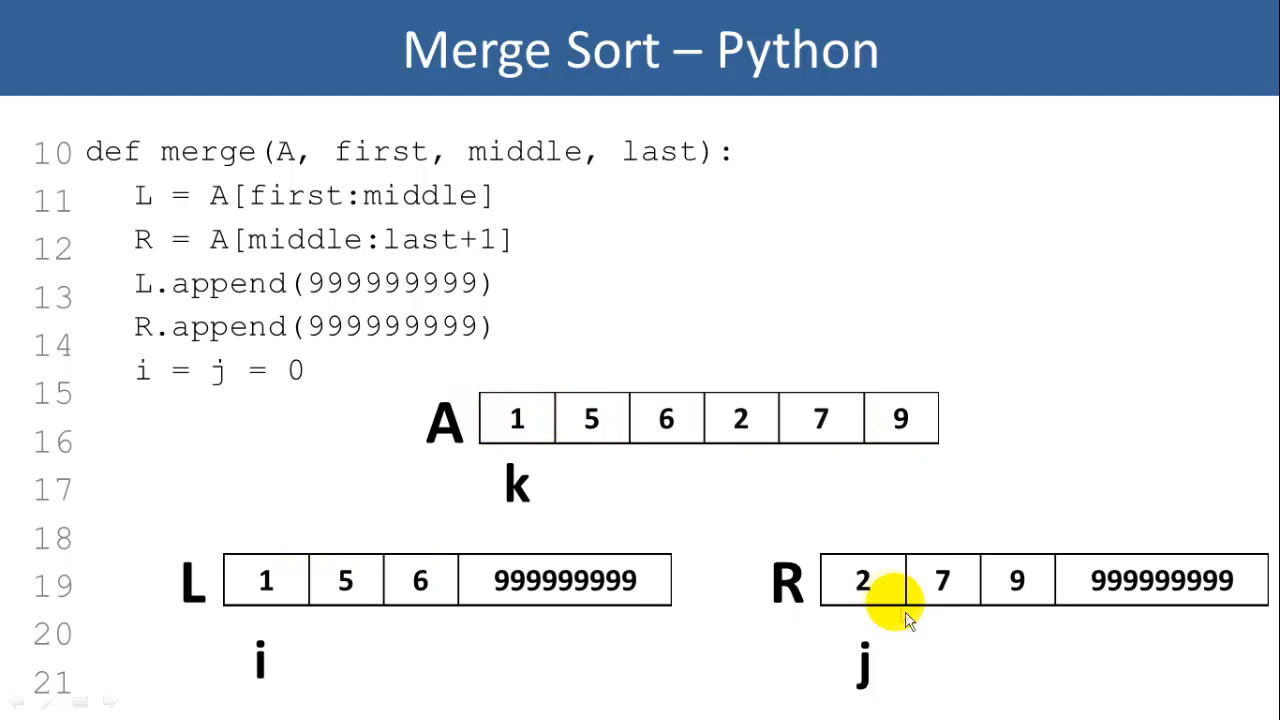 Merge Sort – Python
10 def merge(A, first, middle, last):
11 L = A[first:middle]
12 R = A[middle:last+1]
13 L.append(999999999)
14 R.append(999999999)
15 i = j = 0
16
17
18
19
20
21
A 1 5 6 2 7 9
k
L 1 5 6 999999999
R 2 7 9 999999999
i
j